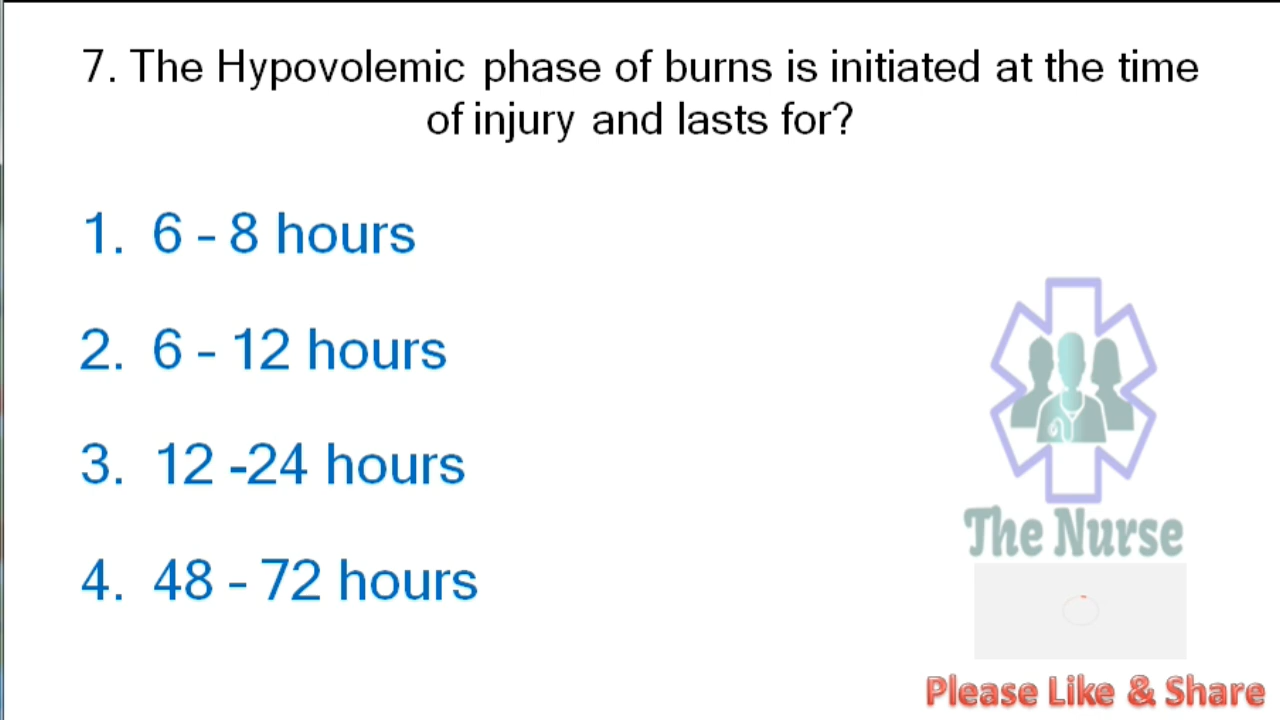 7. The Hypovolemic phase of burns is initiated at the time
of injury and lasts for?
1. 6 - 8 hours
2. 6 - 12 hours
3. 12 -24 hours
4. 48 - 72 hours
The Nurse
Please Like & Share